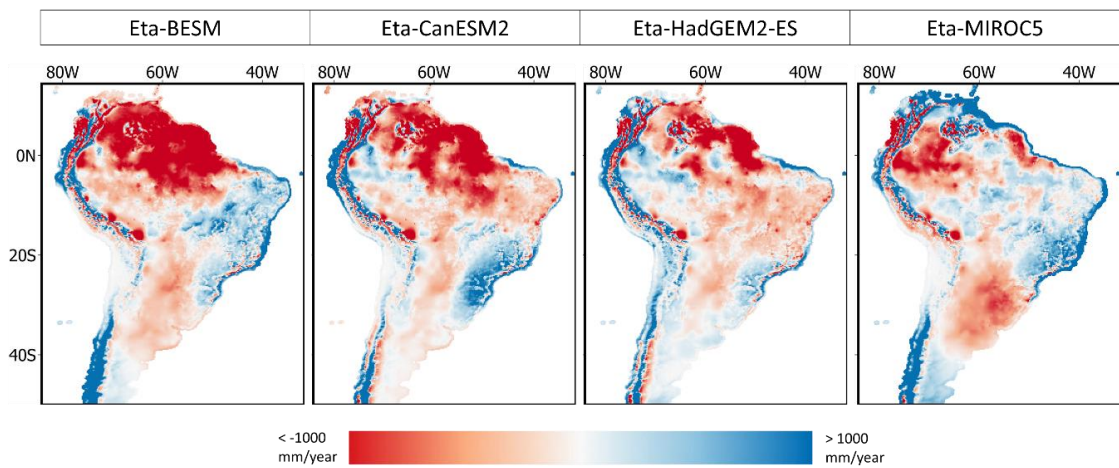 Eta-BESM Eta-CanESM2 Eta-HadGEM2-ES Eta-MIROC5
80W 60W 40W 80W 60W 40W 80W 60W 40W 80W 60W 40W
0N
20S
40S
< -1000 > 1000
mm/year mm/year